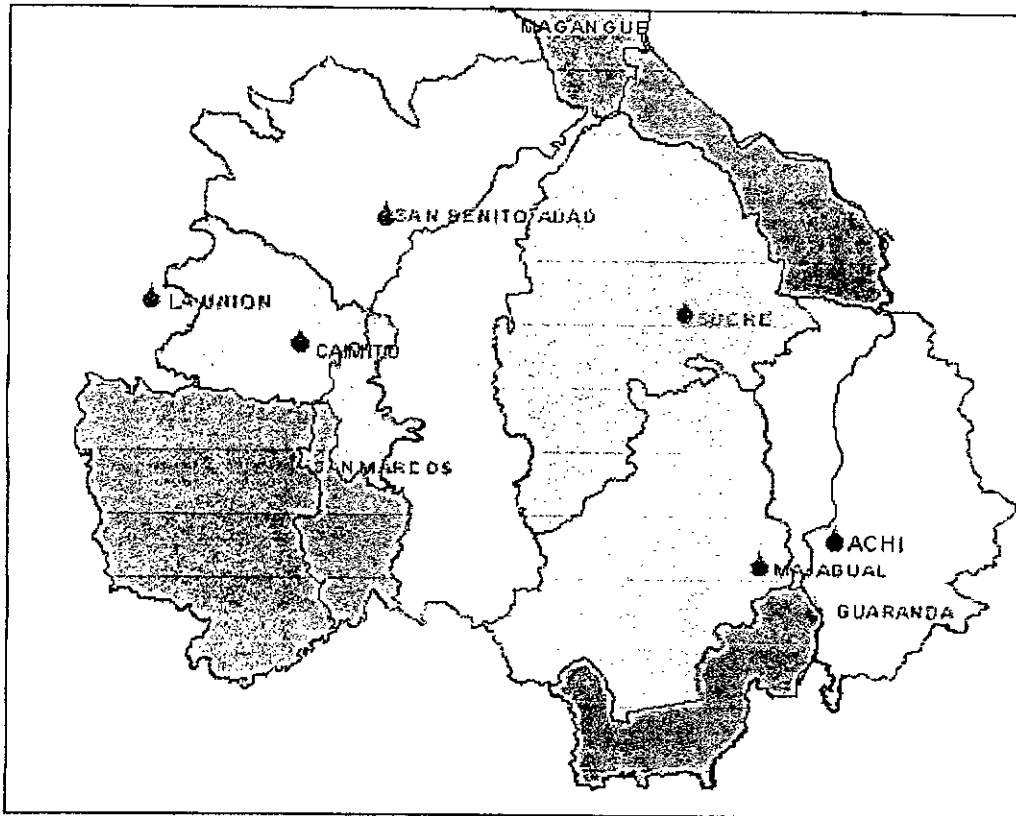 MAGANGUE
SAN BENITO ABAD
LA UNION
SUCRE
CAIMITO
SAN MARCOS
ACHI
MAJAGUAL
GUARANDA